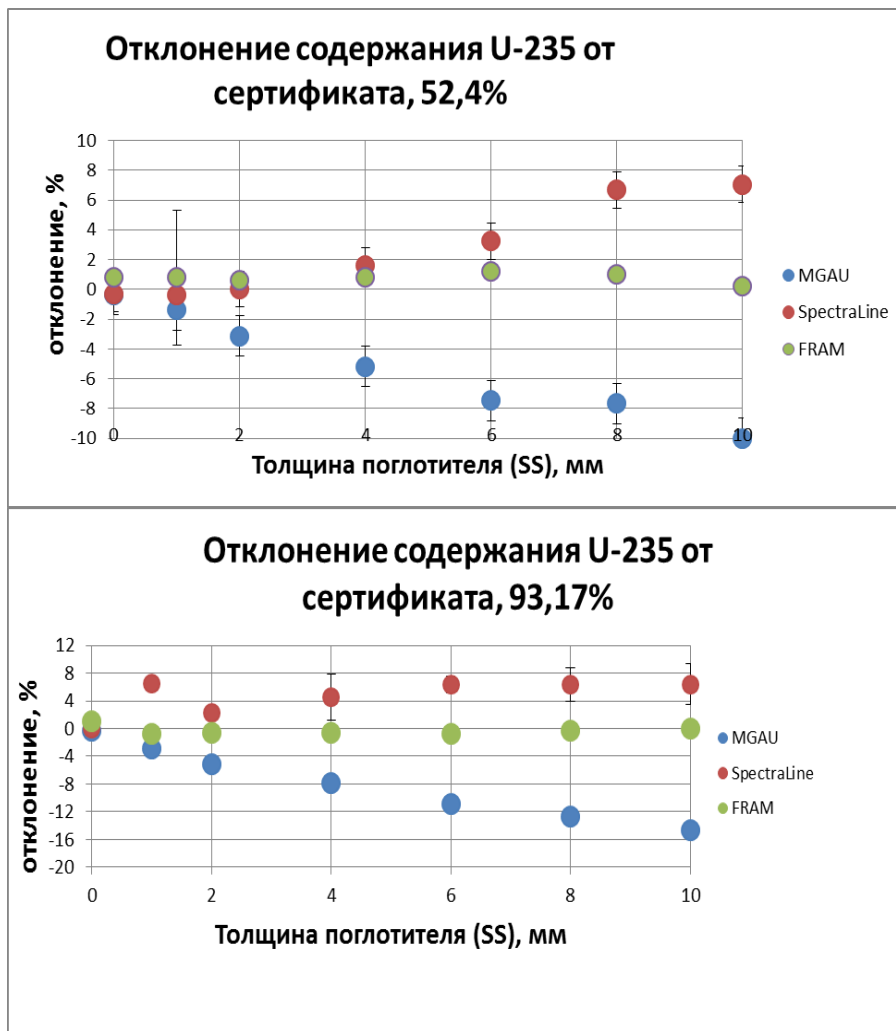 Отклонение содержания U-235 от
сертификата, 52,4%
отклонение, %
10
8
6
4
2
0
-2
-4
-6
-8
-10
0 2 4 6 8 10
Толщина поглотителя (SS), мм
MGAU
SpectraLine
FRAM
Отклонение содержания U-235 от
сертификата, 93,17%
отклонение, %
12
8
4
0
-4
-8
-12
-16
-20
0 2 4 6 8 10
Толщина поглотителя (SS), мм
MGAU
SpectraLine
FRAM